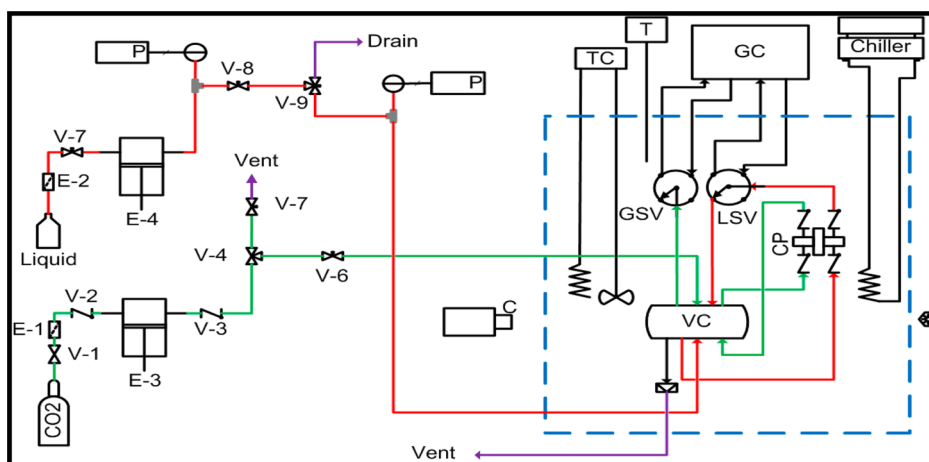 P
Drain
T
TC
GC
Chiller
V-8
V-9
P
V-7
Vent
E-2
V-7
GSV
LSV
E-4
CP
Liquid
V-4
V-6
V-2
C
E-1
V-3
VC
V-1
E-3
CO2
Vent